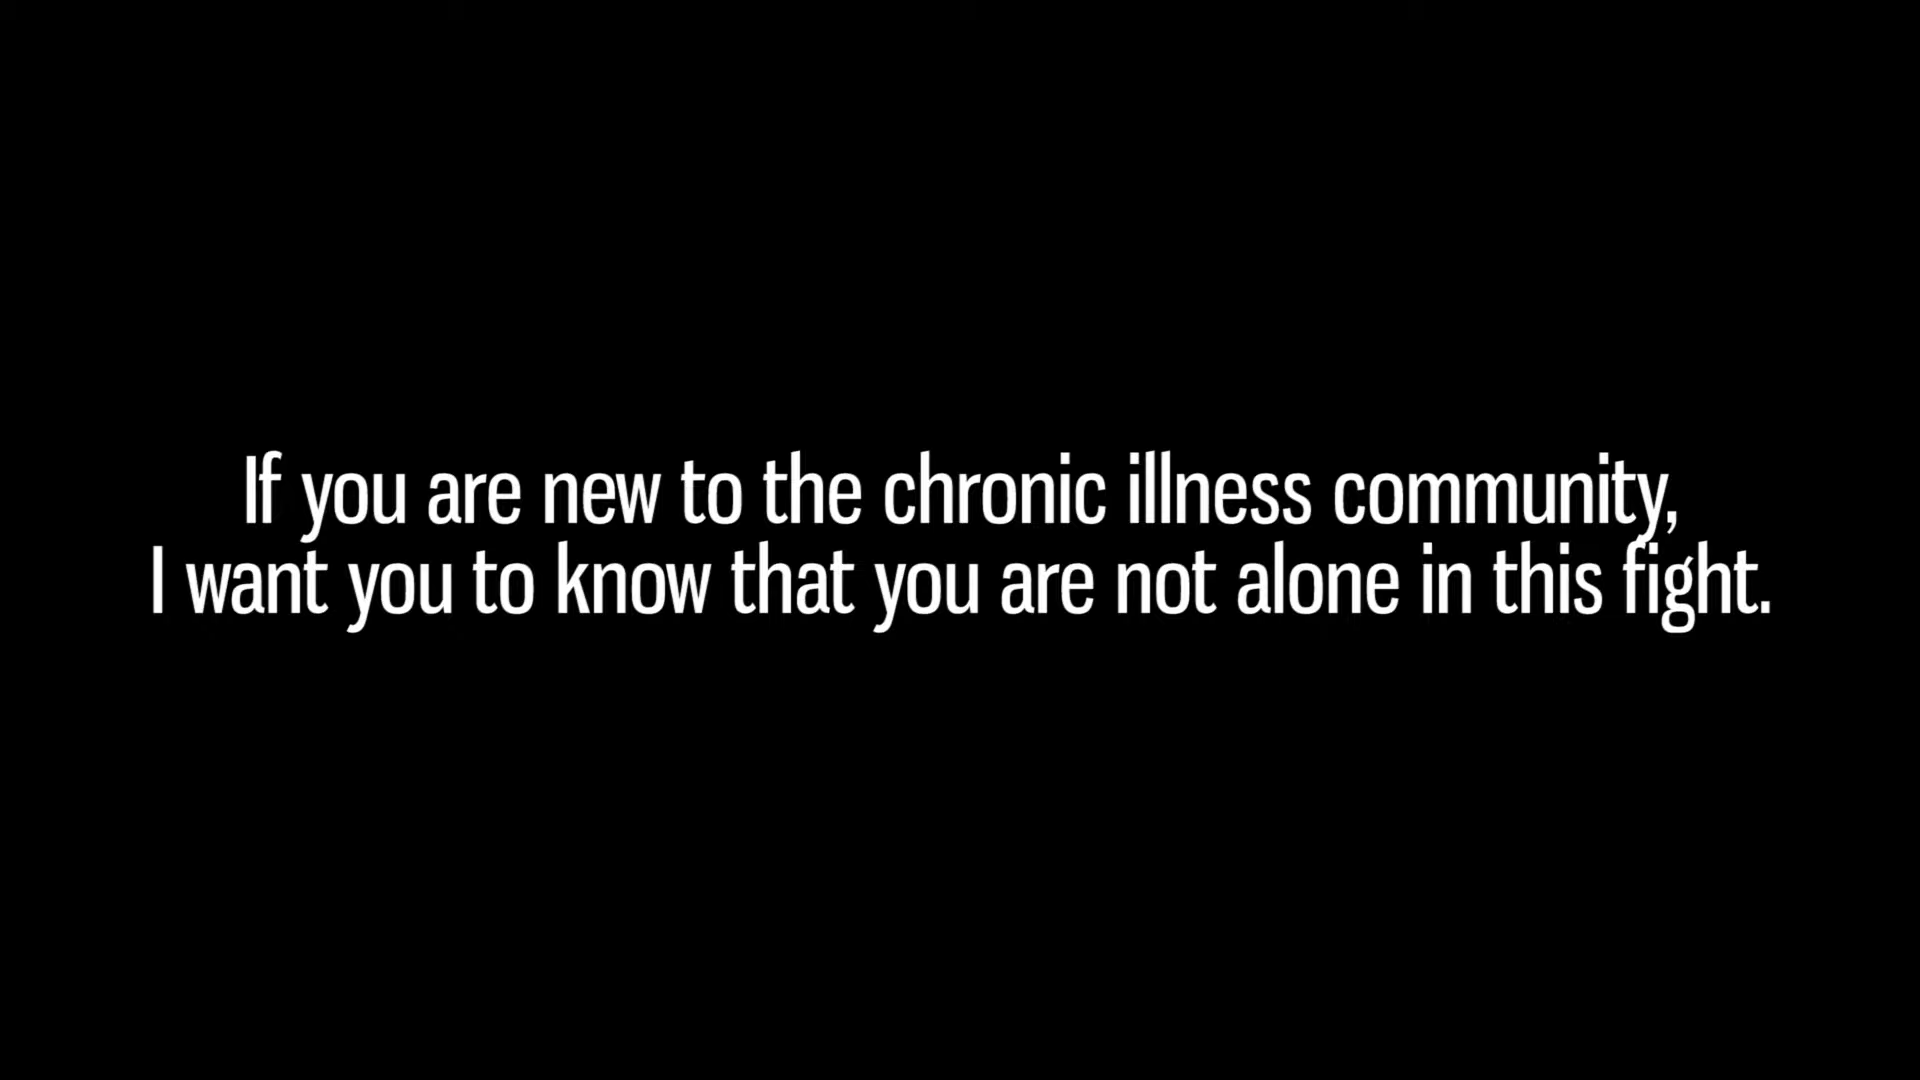 If you are new to the chronic illness community,
I want you to know that you are not alone in this fight.